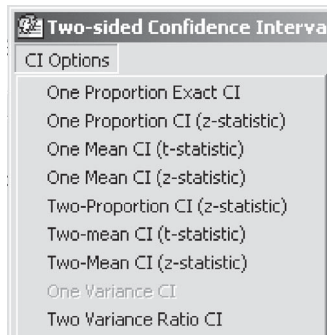 Two-sided Confidence Interva
CI Options
One Proportion Exact CI
One Proportion CI (z-statistic)
One Mean CI (t-statistic)
One Mean CI (z-statistic)
Two-Proportion CI (z-statistic)
Two-mean CI (t-statistic)
Two-Mean CI (z-statistic)
One Variance CI
Two Variance Ratio CI